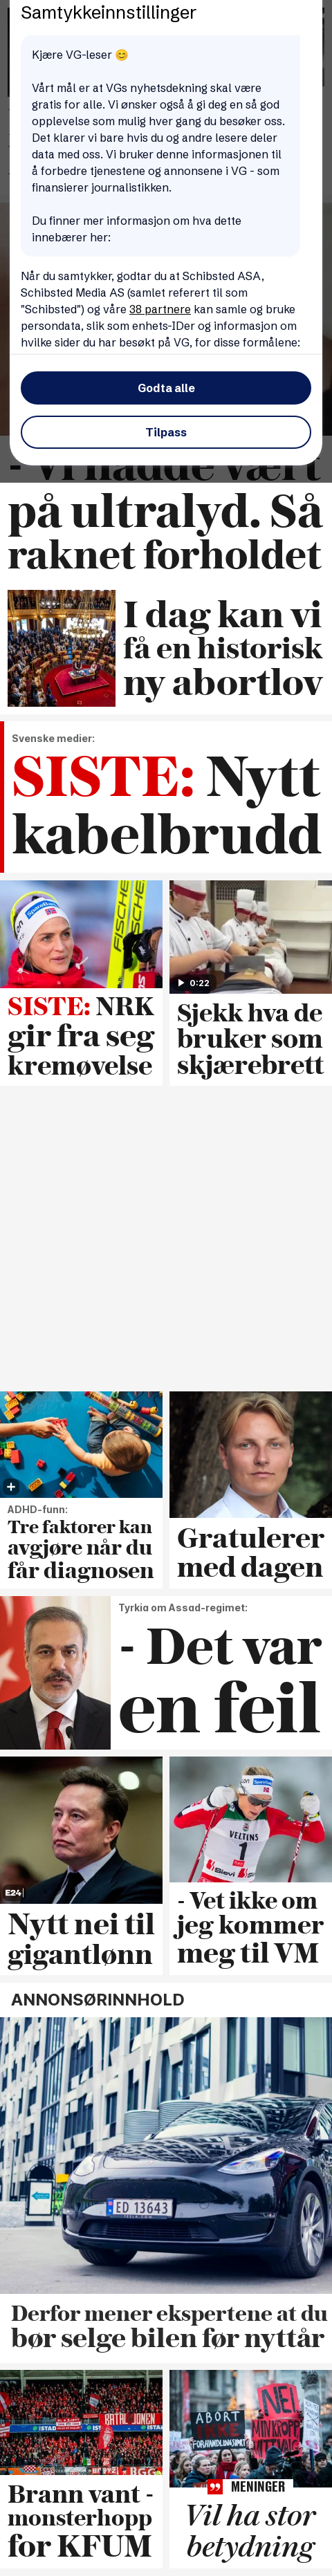 Samtykkeinnstillinger
Kjære VG-leser 😊
Vårt mål er at VGs nyhetsdekning skal være
gratis for alle. Vi ønsker også å gi deg en så god
opplevelse som mulig hver gang du besøker oss.
Det klarer vi bare hvis du og andre lesere deler
data med oss. Vi bruker denne informasjonen til
å forbedre tjenestene og annonsene i VG - som
finansierer journalistikken.
Du finner mer informasjon om hva dette
innebærer her:
Når du samtykker, godtar du at Schibsted ASA,
Schibsted Media AS (samlet referert til som
"Schibsted") og våre 38 partnere kan samle og bruke
persondata, slik som enhets-IDer og informasjon om
hvilke sider du har besøkt på VG, for disse formålene:
Godta alle
Tilpass
- Vi hadde vært
på ultralyd. Så
raknet forholdet
I dag kan vi
få en historisk
ny abortlov
Svenske medier:
SISTE: Nytt
kabelbrudd
SISTE: NRK
gir fra seg
kremøvelse
0:22
Sjekk hva de
bruker som
skjærebrett
ADHD-funn:
Tre faktorer kan
avgjøre når du
får diagnosen
Gratulerer
med dagen
Tyrkia om Assad-regimet:
- Det var
en feil
E24
Nytt nei til
gigantlønn
VELTINS
1
- Vet ikke om
jeg kommer
meg til VM
ANNONSØRINNHOLD
ED 13643
Derfor mener ekspertene at du
bør selge bilen før nyttår
BATALJONEN
Brann vant -
monsterhopp
for KFUM
ABORT
NEI
MENINGER
Vil ha stor
betydning